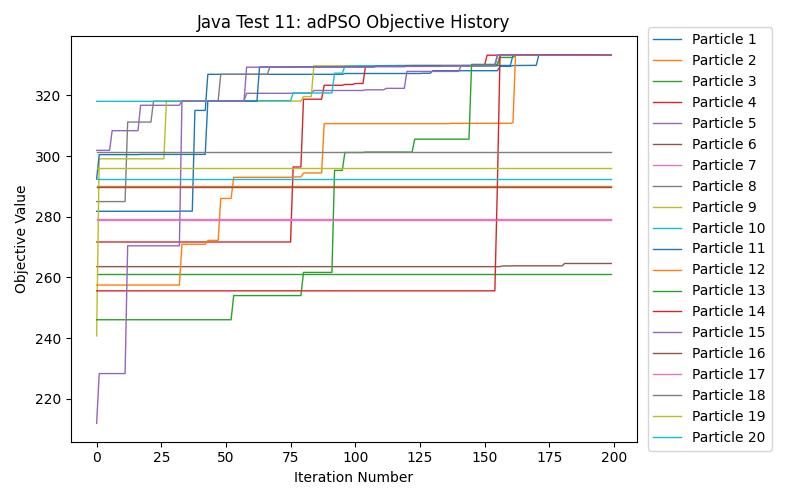 Java Test 11: adPSO Objective History
Objective Value
320
300
280
260
240
220
0 25 50 75 100 125 150 175 200
Iteration Number
Particle 1
Particle 2
Particle 3
Particle 4
Particle 5
Particle 6
Particle 7
Particle 8
Particle 9
Particle 10
Particle 11
Particle 12
Particle 13
Particle 14
Particle 15
Particle 16
Particle 17
Particle 18
Particle 19
Particle 20